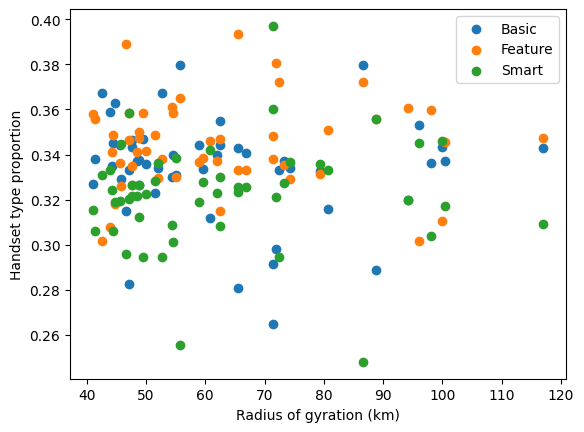 0.40
0.38
0.36
0.34
0.32
0.30
0.28
0.26
Handset type proportion
Basic
Feature
Smart
40 50 60 70 80 90 100 110 120
Radius of gyration (km)